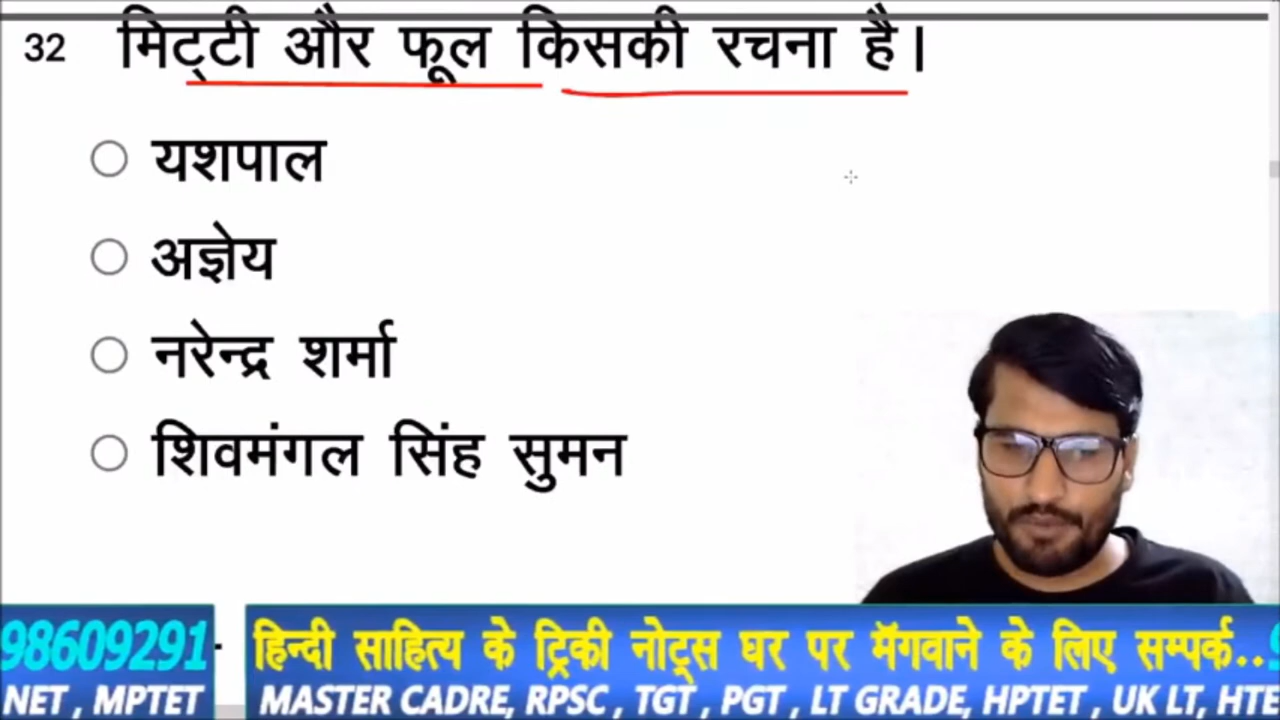 32 मिट्टी और फूल किसकी रचना है।
यशपाल
अज्ञेय
नरेन्द्र शर्मा
शिवमंगल सिंह सुमन
98609291 - हिन्दी साहित्य के ट्रिकी नोट्स घर पर मॅगवाने के लिए सम्पर्क..9
NET , MPTET MASTER CADRE, RPSC , TGT , PGT , LT GRADE, HPTET , UK LT, HTE